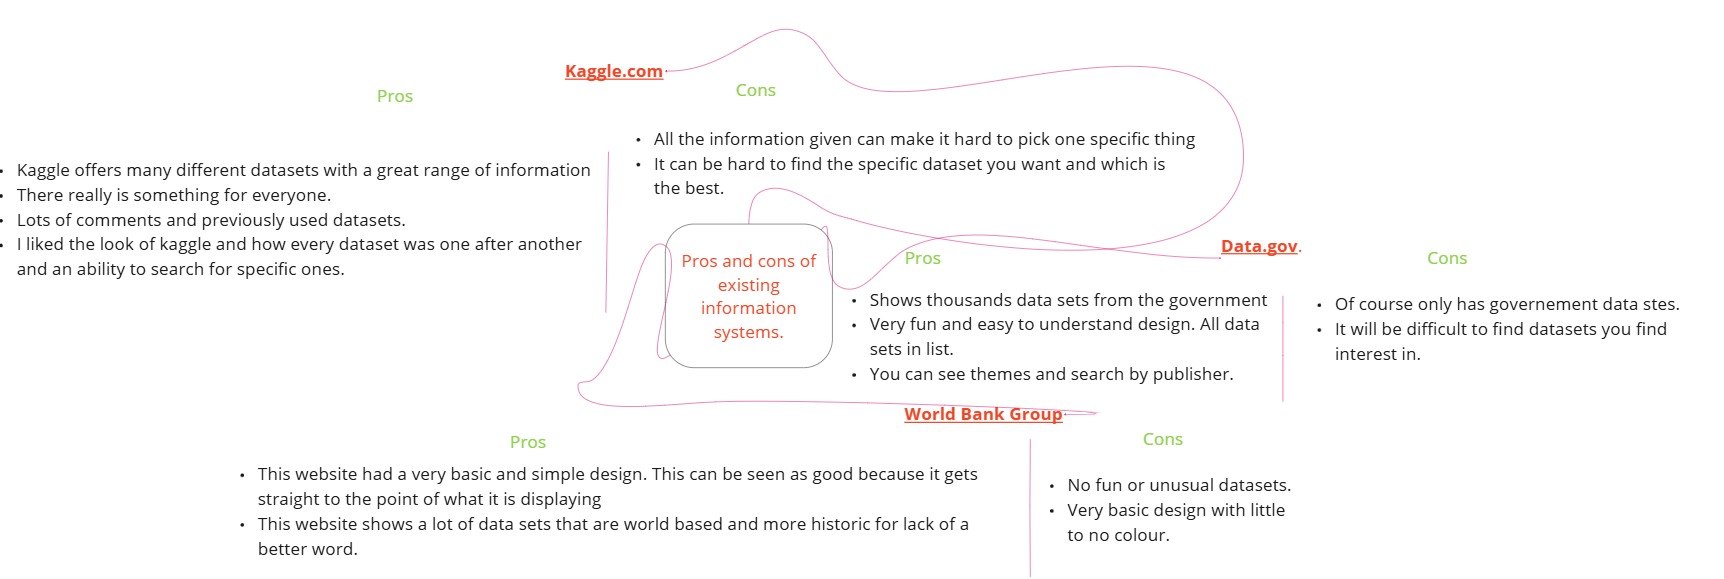 Kaggle.com
Pros
Cons
Kaggle offers many different datasets with a great range of information
There really is something for everyone.
Lots of comments and previously used datasets.
I liked the look of kaggle and how every dataset was one after another
and an ability to search for specific ones.
All the information given can make it hard to pick one specific thing
It can be hard to find the specific dataset you want and which is
the best.
Pros and cons of
existing
information
systems.
Data.gov.
Pros
Cons
Shows thousands data sets from the government
Very fun and easy to understand design. All data
sets in list.
You can see themes and search by publisher.
Of course only has governement data stes.
It will be difficult to find datasets you find
interest in.
World Bank Group
Pros
Cons
This website had a very basic and simple design. This can be seen as good because it gets
straight to the point of what it is displaying
This website shows a lot of data sets that are world based and more historic for lack of a
better word.
No fun or unusual datasets.
Very basic design with little
to no colour.